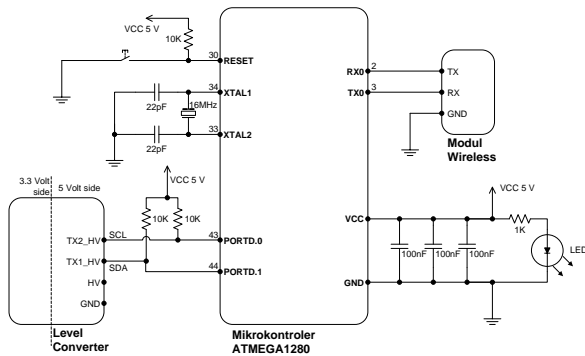 VCC 5 V
10K
30
RESET
34
XTAL1
22pF
16MHz
33
XTAL2
22pF
VCC 5 V
3.3 Volt
side
5 Volt side
10K
10K
TX2_HV
SCL
43
PORTD.0
TX1_HV
SDA
44
PORTD.1
HV
GND
Level
Converter
RX0
2
TX
TX0
3
RX
GND
Modul
Wireless
VCC 5 V
VCC
1K
LED
100nF
100nF
100nF
GND
Mikrokontroler
ATMEGA1280